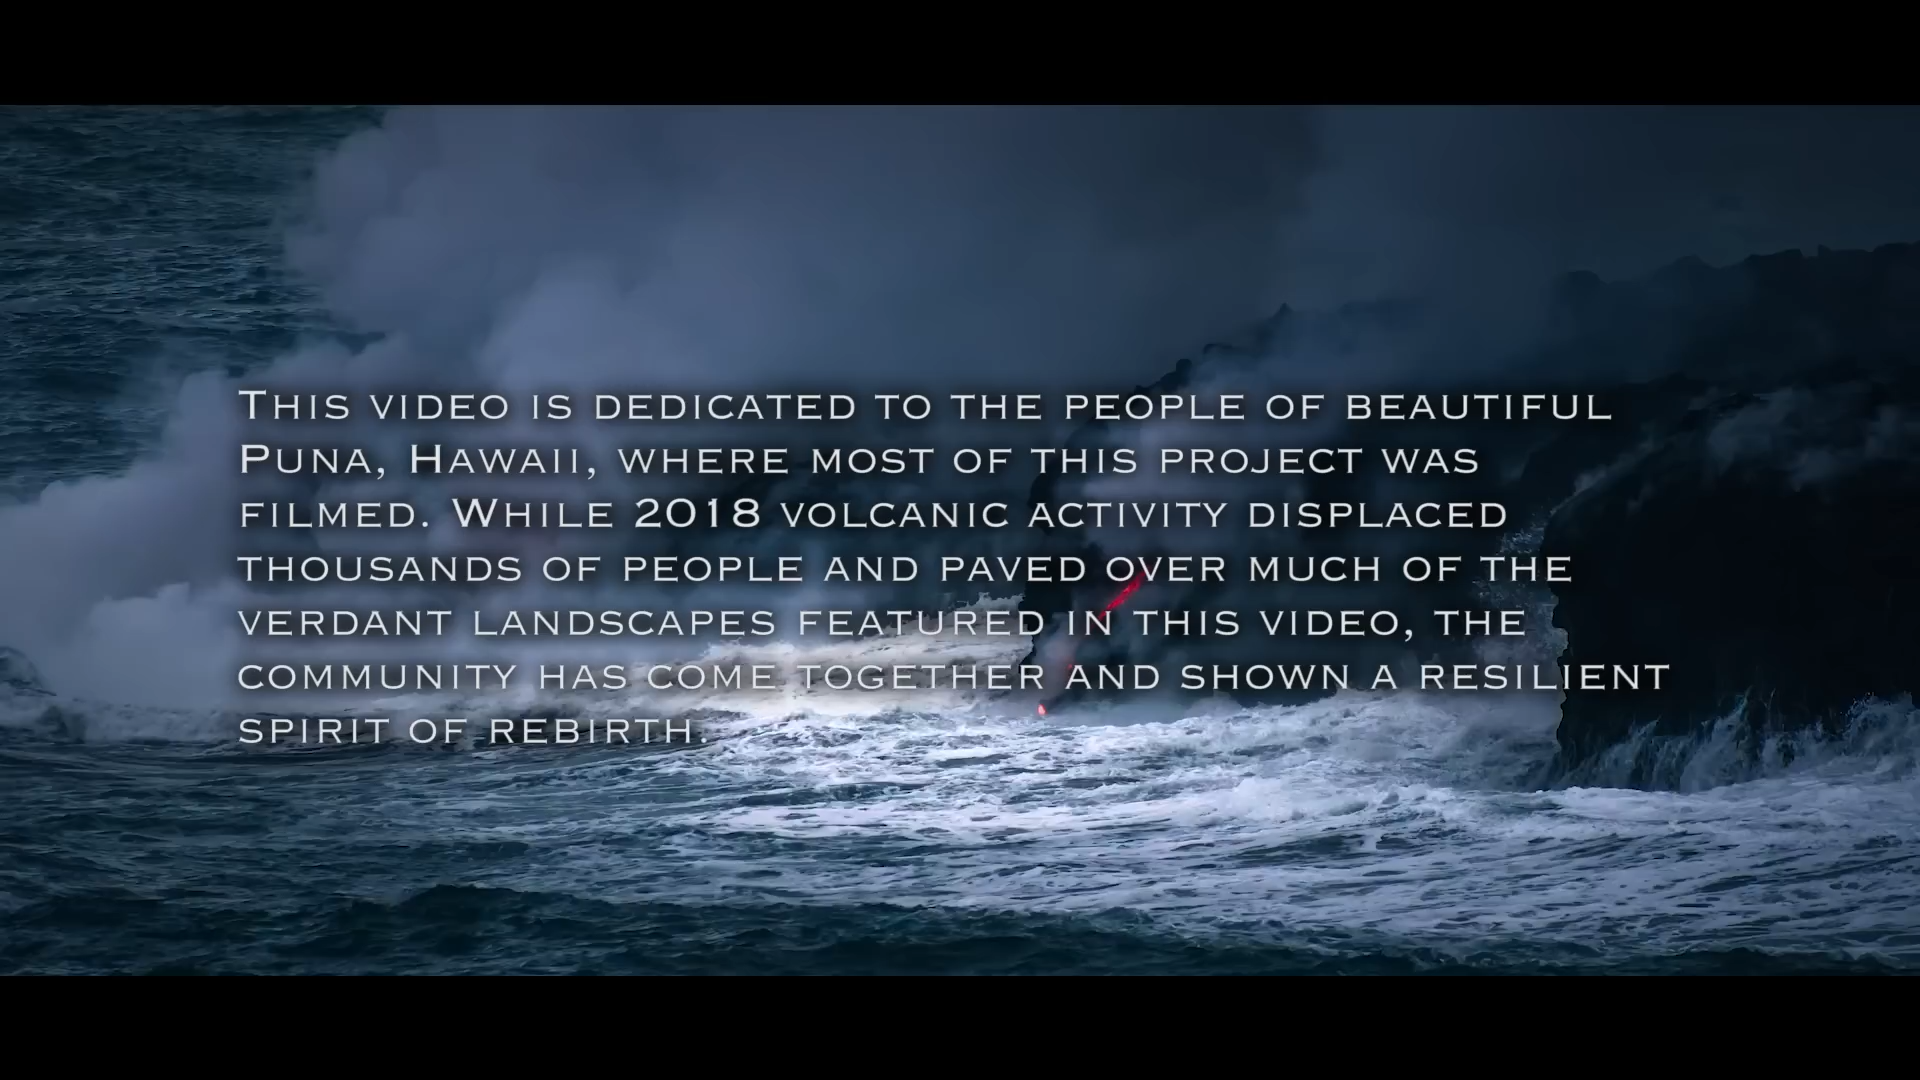 This video is dedicated to the people of beautiful
Puna, Hawaii, where most of this project was
filmed. While 2018 volcanic activity displaced
thousands of people and paved over much of the
verdant landscapes featured in this video, the
community has come together and shown a resilient
spirit of rebirth.